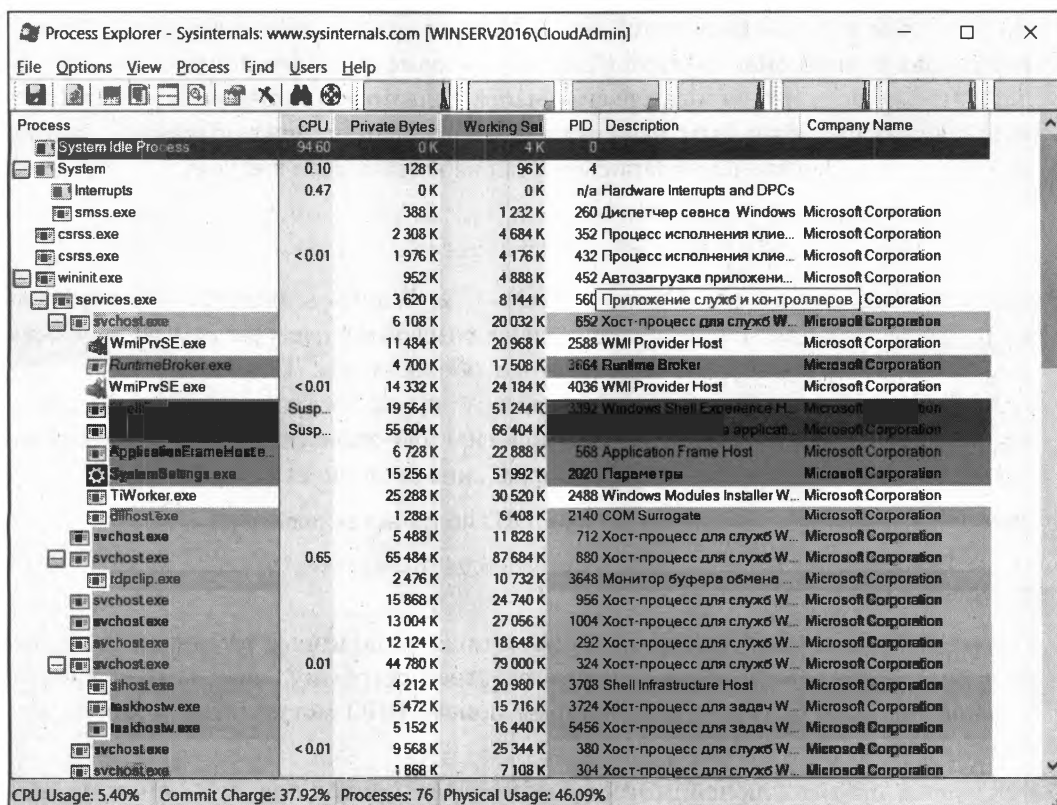 Process Explorer - Sysinternals: www.sysinternals.com [WINSERV2016\CloudAdmin]
File Options View Process Find Users Help
Process CPU Private Bytes Working Set PID Description Company Name
System Idle Process 94.60 0 K 4 K 0
System 0.10 128 K 96 K 4
Interrupts 0.47 0 K 0 K n/a Hardware Interrupts and DPCs
smss.exe 388 K 1 232 K 260 Диспетчер сеанса Windows Microsoft Corporation
csrss.exe 2 308 K 4 684 K 352 Процесс исполнения клие... Microsoft Corporation
csrss.exe < 0.01 1 976 K 4 176 K 432 Процесс исполнения клие... Microsoft Corporation
wininit.exe 952 K 4 888 K 452 Автозагрузка приложени... Microsoft Corporation
services.exe 3 620 K 8 144 K 560 Приложение служб и контроллеров Corporation
svchost.exe 6 108 K 20 032 K 652 Хост-процесс для служб W... Microsoft Corporation
WmiPrvSE.exe 11 484 K 20 968 K 2588 WMI Provider Host Microsoft Corporation
RuntimeBroker.exe 4 700 K 17 508 K 3664 Runtime Broker Microsoft Corporation
WmiPrvSE.exe < 0.01 14 332 K 24 184 K 4036 WMI Provider Host Microsoft Corporation
Susp... 19 564 K 51 244 K 3392 Windows Shell Experience H... Microsoft
Susp... 55 604 K 66 404 K applicati... Microsoft
ApplicationFrameHost.e... 6 728 K 22 888 K 568 Application Frame Host Microsoft Corporation
SystemSettings.exe 51 992 K 2020 Параметры Microsoft Corporation
TiWorker.exe 25 288 K 30 520 K 2488 Windows Modules Installer W... Microsoft Corporation
dllhost.exe 1 288 K 6 408 K 2140 COM Surrogate Microsoft Corporation
svchost.exe 5 488 K 11 828 K 712 Хост-процесс для служб W... Microsoft Corporation
svchost.exe 0.65 65 484 K 87 684 K 880 Хост-процесс для служб W... Microsoft Corporation
rdpclip.exe 2 476 K 10 732 K 3648 Монитор буфера обмена ... Microsoft Corporation
svchost.exe 15 868 K 24 740 K 956 Хост-процесс для служб W... Microsoft Corporation
svchost.exe 13 004 K 27 056 K 1004 Хост-процесс для служб W... Microsoft Corporation
svchost.exe 12 124 K 18 648 K 292 Хост-процесс для служб W... Microsoft Corporation
svchost.exe 0.01 44 780 K 79 000 K 324 Хост-процесс для служб W... Microsoft Corporation
sihost.exe 4 212 K 20 080 K 3708 Shell Infrastructure Host Microsoft Corporation
taskhostw.exe 5 472 K 15 716 K 3724 Хост-процесс для задач W... Microsoft Corporation
taskhostw.exe 5 152 K 16 440 K 5456 Хост-процесс для задач W... Microsoft Corporation
svchost.exe < 0.01 9 568 K 25 344 K 380 Хост-процесс для служб W... Microsoft Corporation
svchost.exe 1 868 K 7 108 K 304 Хост-процесс для служб W... Microsoft Corporation
CPU Usage: 5.40% Commit Charge: 37.92% Processes: 76 Physical Usage: 46.09%